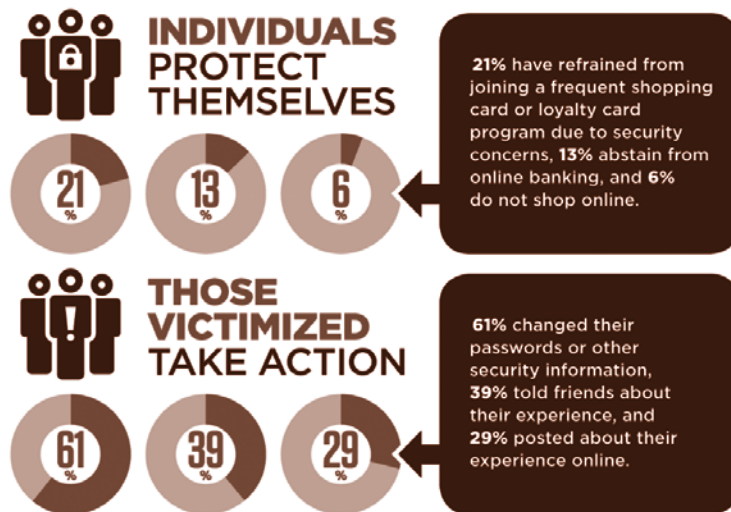 INDIVIDUALS
PROTECT
THEMSELVES
21
%
13
%
6
%
21% have refrained from
joining a frequent shopping
card or loyalty card
program due to security
concerns, 13% abstain from
online banking, and 6%
do not shop online.
!
THOSE
VICTIMIZED
TAKE ACTION
61
%
39
%
29
%
61% changed their
passwords or other
security information,
39% told friends about
their experience, and
29% posted about their
experience online.